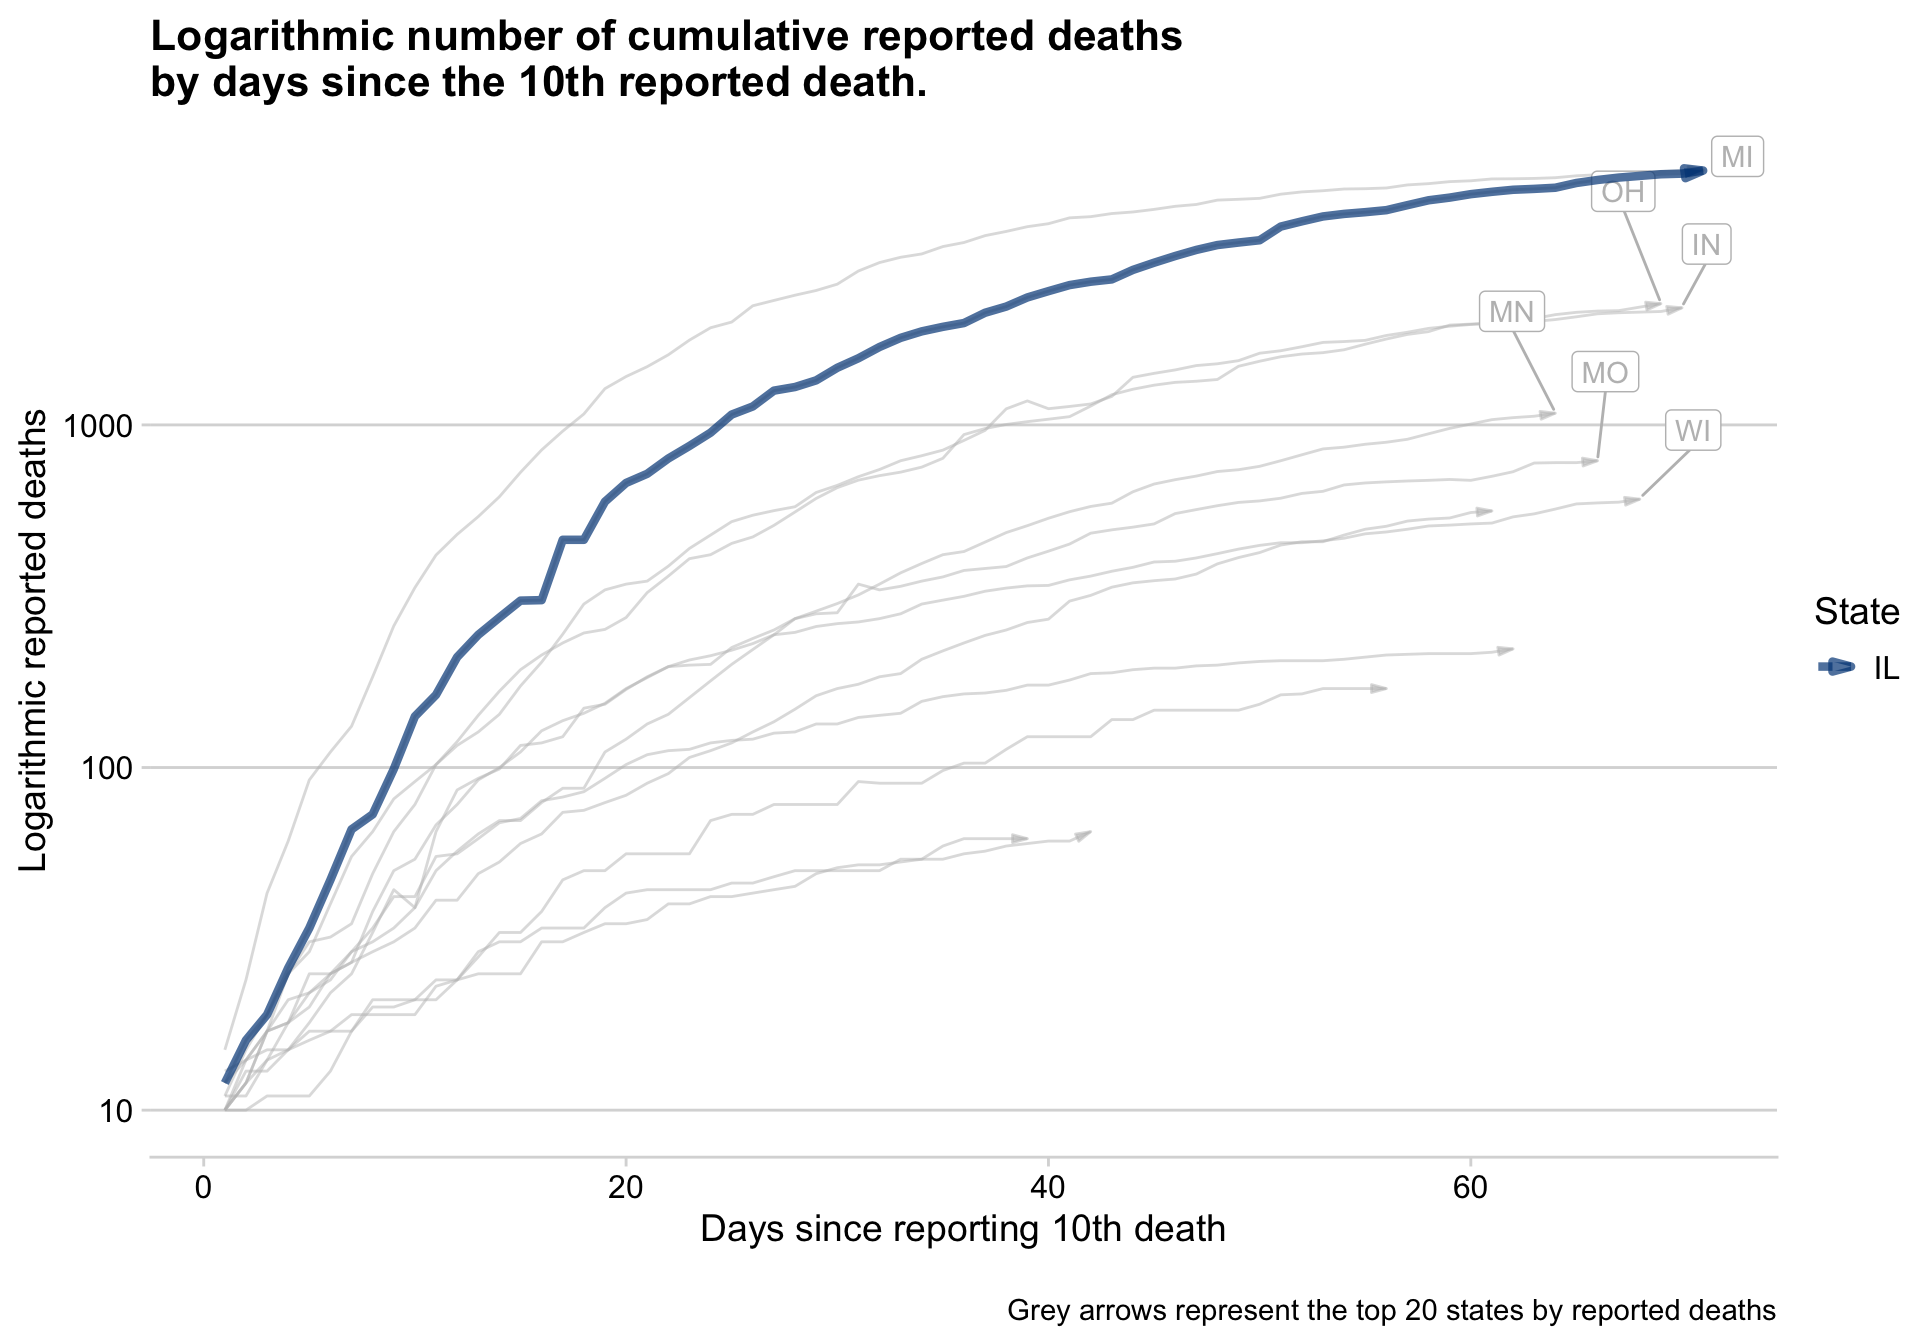 Logarithmic number of cumulative reported deaths
by days since the 10th reported death.
MI
OH
IN
MN
MO
WI
Logarithmic reported deaths
1000
100
10
State
IL
0
20
40
60
Days since reporting 10th death
Grey arrows represent the top 20 states by reported deaths